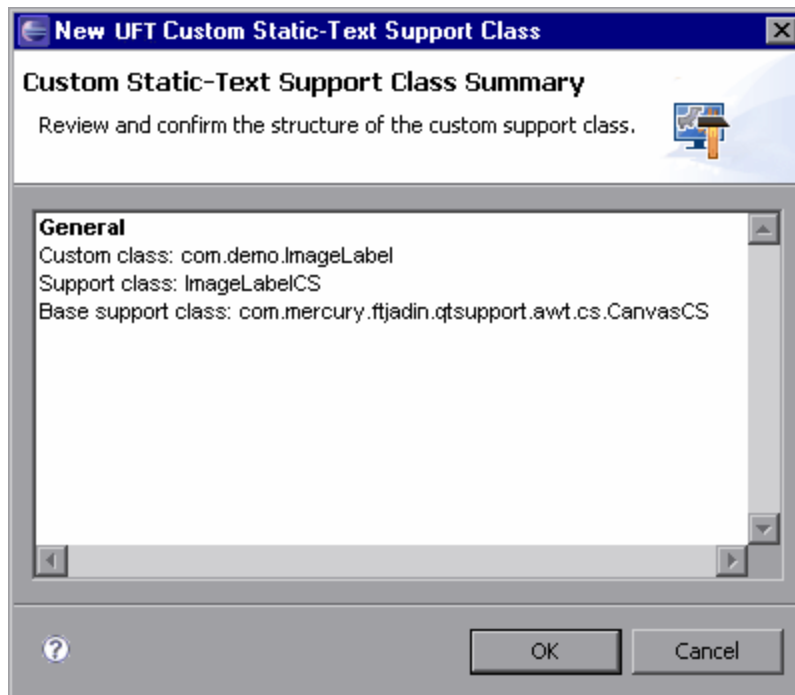 New UFT Custom Static-Text Support Class
Custom Static-Text Support Class Summary
Review and confirm the structure of the custom support class.
General
Custom class: com.demo.ImageLabel
Support class: ImageLabelCS
Base support class: com.mercury.ftjadin.qtsupport.awt.cs.CanvasCS
?
OK
Cancel